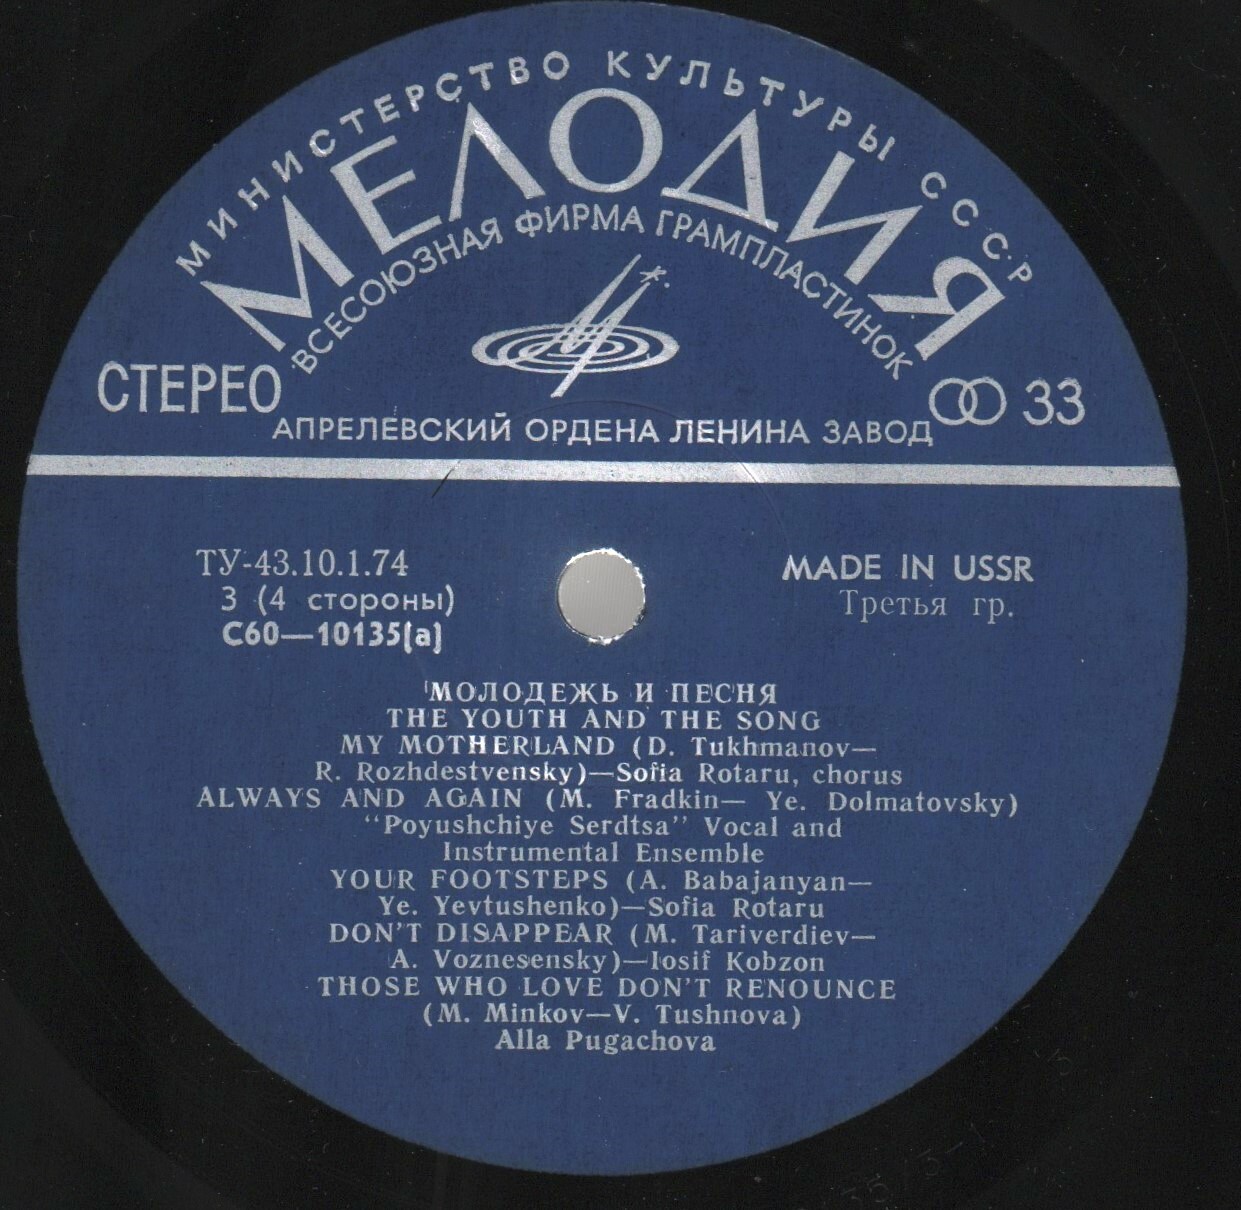 МИНИСТЕРСТВО КУЛЬТУРЫ СССР
МЕЛОДИЯ
ВСЕСОЮЗНАЯ ФИРМА ГРАМПЛАСТИНОК
СТЕРЕО
33
АПРЕЛЕВСКИЙ ОРДЕНА ЛЕНИНА ЗАВОД
ТУ-43.10.1.74
MADE IN USSR
3 (4 стороны)
Третья гр.
С60—10135(а)
МОЛОДЕЖЬ И ПЕСНЯ
THE YOUTH AND THE SONG
MY MOTHERLAND (D. Tukhmanov—
R. Rozhdestvensky)—Sofia Rotaru, chorus
ALWAYS AND AGAIN (M. Fradkin— Ye. Dolmatovsky)
"Poyushchiye Serdtsa" Vocal and
Instrumental Ensemble
YOUR FOOTSTEPS (A. Babajanyan—
Ye. Yevtushenko)—Sofia Rotaru
DON'T DISAPPEAR (M. Tariverdiev—
A. Voznesensky)—Iosif Kobzon
THOSE WHO LOVE DON'T RENOUNCE
(M. Minkov—V. Tushnova)
Alla Pugachova